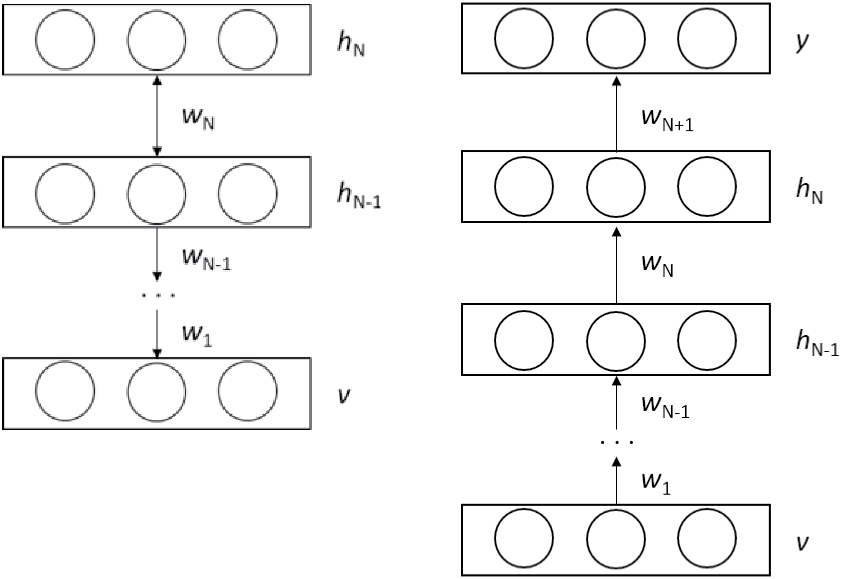 h_N
w_N
h_N-1
w_N-1
. . .
w_1
v
y
w_N+1
h_N
w_N
h_N-1
w_N-1
. . .
w_1
v